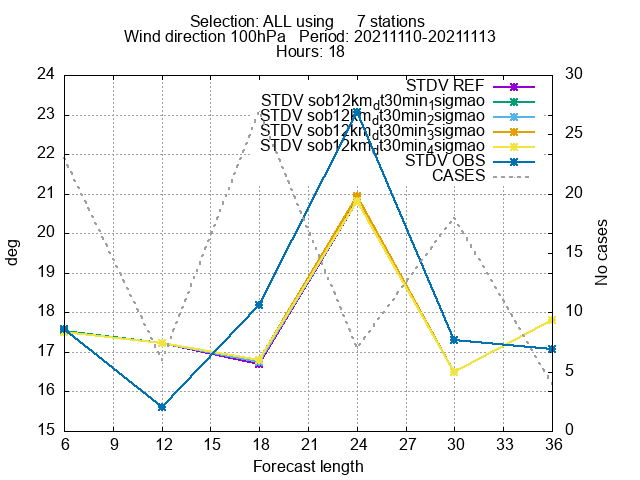 Selection: ALL using 7 stations
Wind direction 100hPa Period: 20211110-20211113
Hours: 18
STDV REF
STDV sob12km_dt30min_1sigmao
STDV sob12km_dt30min_2sigmao
STDV sob12km_dt30min_3sigmao
STDV sob12km_dt30min_4sigmao
STDV OBS
CASES
24
23
22
21
20
19
18
17
16
15
deg
30
25
20
15
10
5
0
No cases
6 9 12 15 18 21 24 27 30 33 36
Forecast length